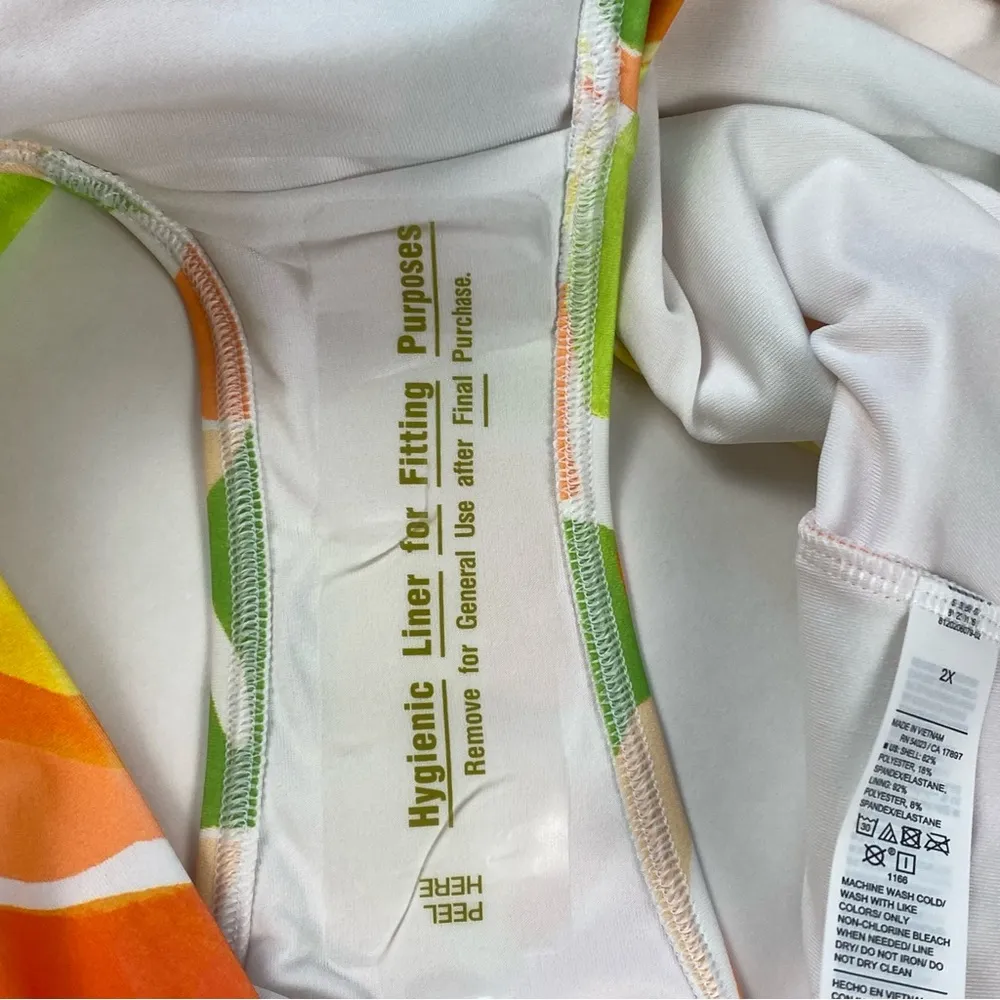 Hygienic Liner for Fitting Purposes
Remove for General Use after Final Purchase.
PEEL
HERE
2X
MADE IN VIETNAM
RN 54023 / CA 17897
US: SHELL: 82%
POLYESTER, 18%
SPANDEX/ELASTANE,
LINING: 92%
POLYESTER, 8%
SPANDEX/ELASTANE
30
1166
MACHINE WASH COLD/
WASH WITH LIKE
COLORS/ ONLY
NON-CHLORINE BLEACH
WHEN NEEDED/ LINE
DRY/ DO NOT IRON/ DO
NOT DRY CLEAN
HECHO EN VIETNAM